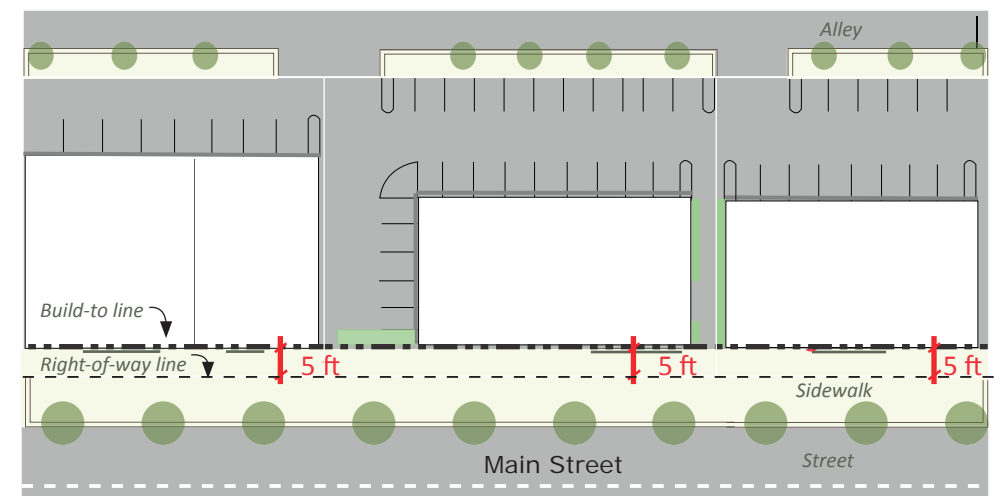 Alley
Build-to line
Right-of-way line
5 ft
5 ft
5 ft
Sidewalk
Main Street
Street